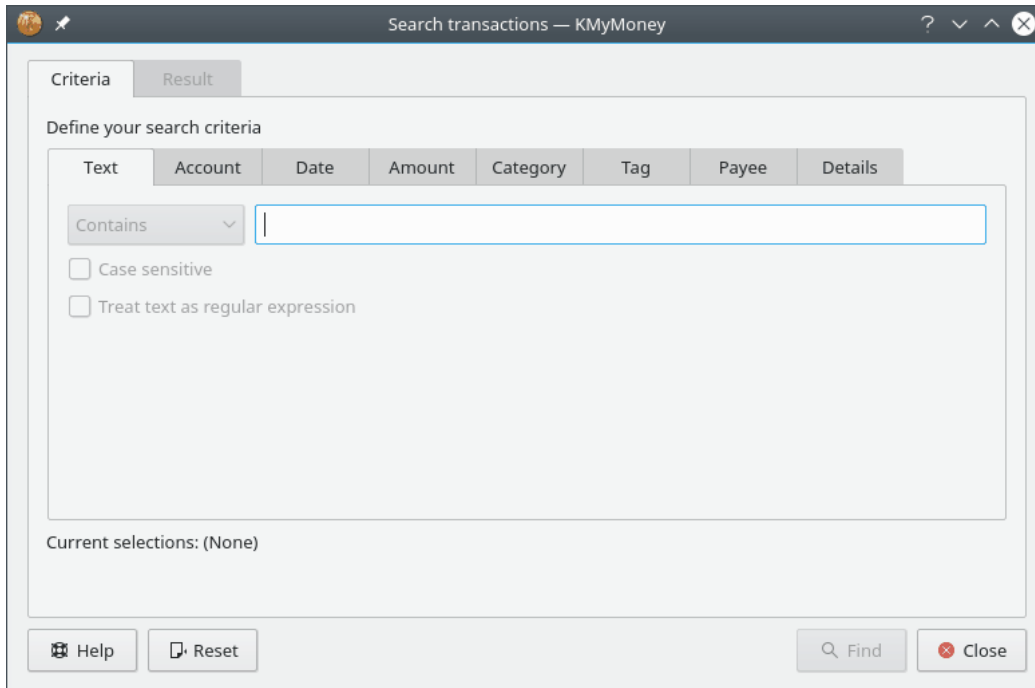 Search transactions — KMyMoney
Criteria Result
Define your search criteria
Text Account Date Amount Category Tag Payee Details
Contains
Case sensitive
Treat text as regular expression
Current selections: (None)
Help Reset Find Close